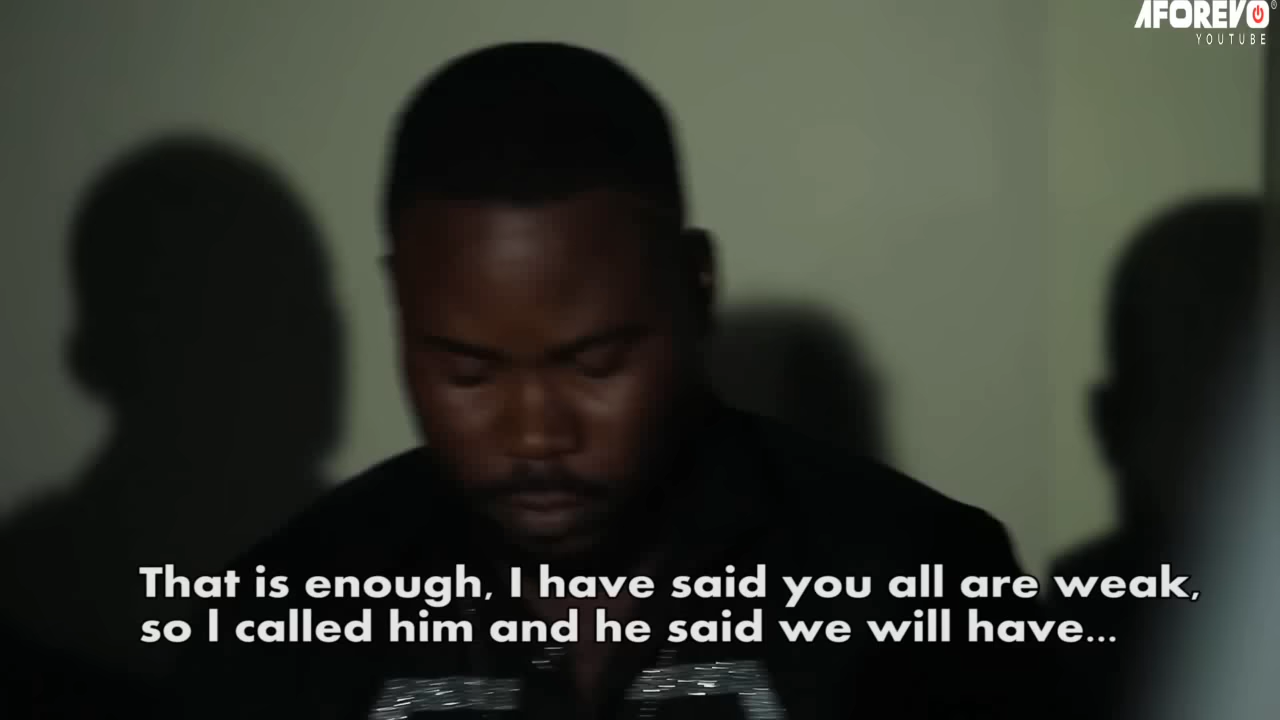 AFOREVO
YOUTUBE
That is enough, I have said you all are weak,
so I called him and he said we will have...